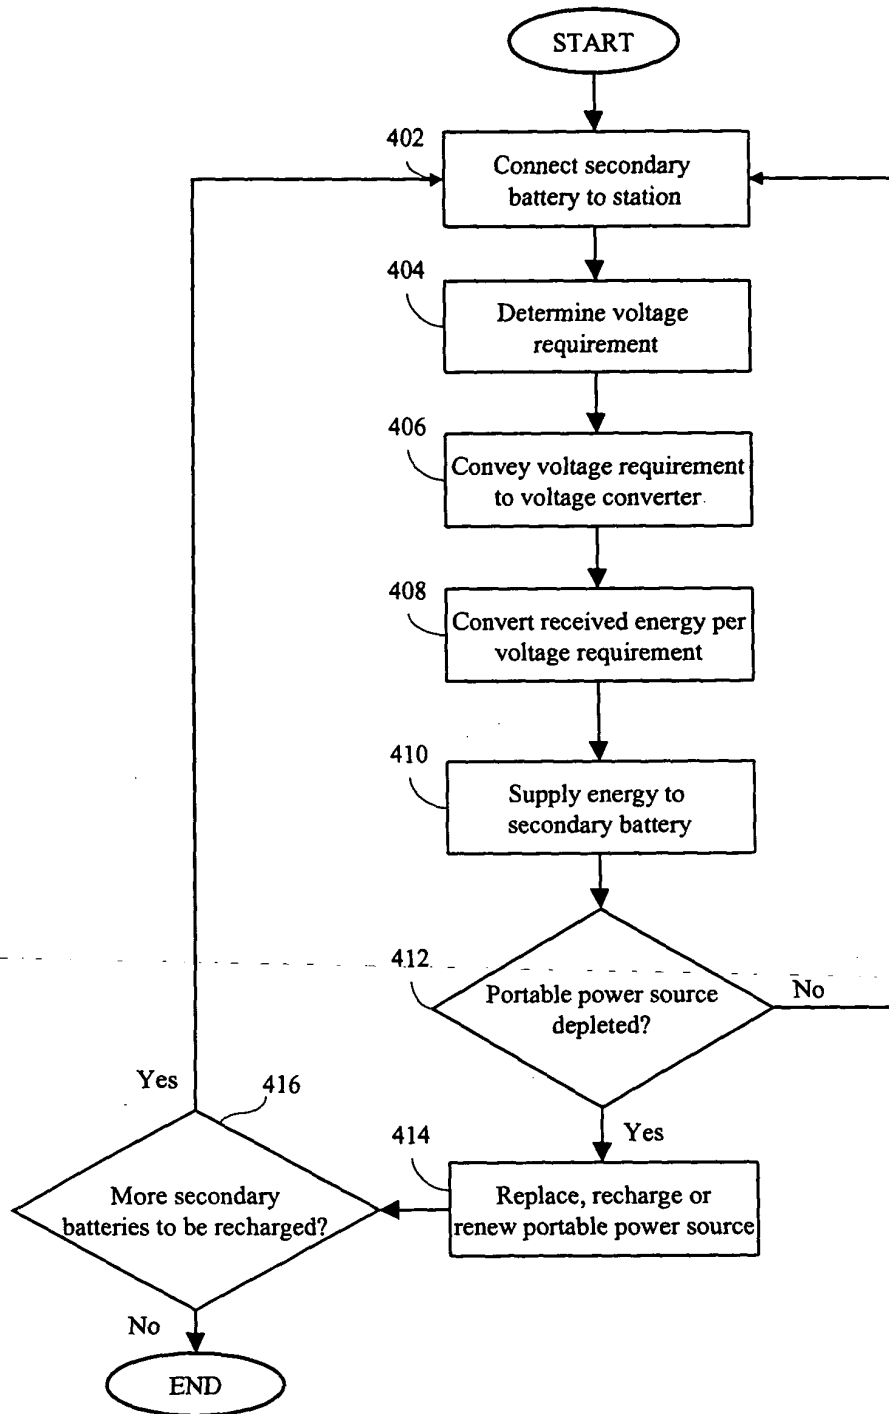 START
402
Connect secondary
battery to station
404
Determine voltage
requirement
406
Convey voltage requirement
to voltage converter
408
Convert received energy per
voltage requirement
410
Supply energy to
secondary battery
412
Portable power source
depleted?
No
Yes
414
Replace, recharge or
renew portable power source
416
Yes
More secondary
batteries to be recharged?
No
END